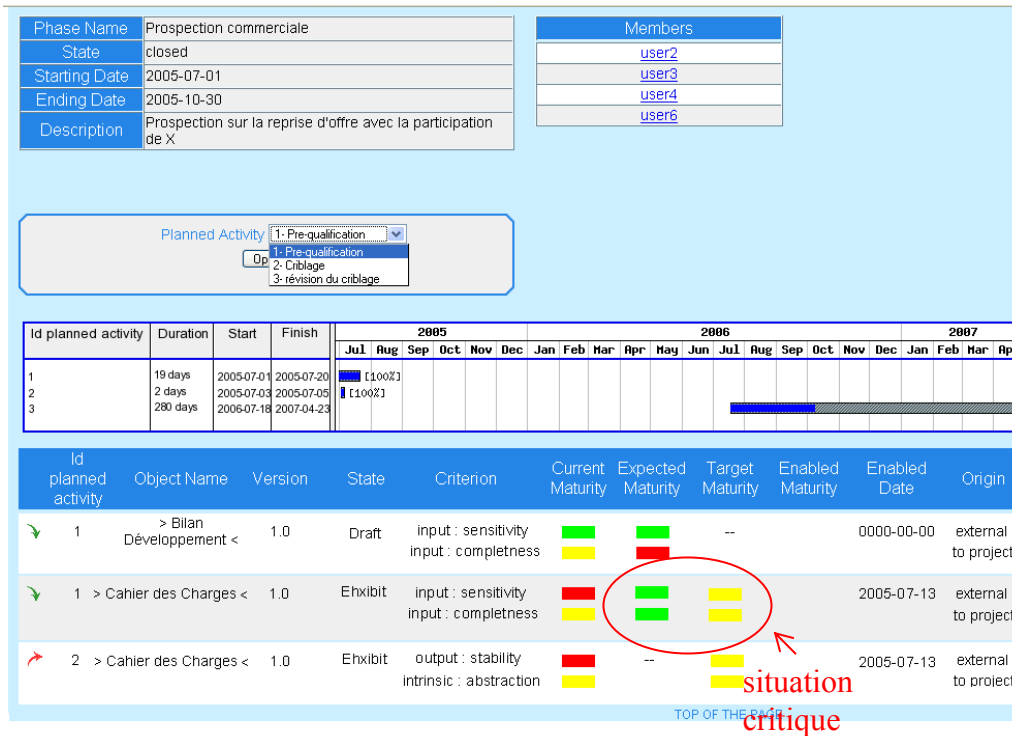 Phase Name Prospection commerciale
State closed
Starting Date 2005-07-01
Ending Date 2005-10-30
Description Prospection sur la reprise d'offre avec la participation
de X
Members
user2
user3
user4
user6
Planned Activity 1- Pre-qualification
Op
1- Pre-qualification
2- Criblage
3- révision du criblage
Id planned activity Duration Start Finish 2005 2006 2007
Jul Aug Sep Oct Nov Dec Jan Feb Mar Apr May Jun Jul Aug Sep Oct Nov Dec Jan Feb Mar Ap
1 19 days 2005-07-01 2005-07-20 [100%]
2 2 days 2005-07-03 2005-07-05 [100%]
3 280 days 2006-07-18 2007-04-23
Id
planned
activity
Object Name Version State Criterion
Current
Maturity
Expected
Maturity
Target
Maturity
Enabled
Maturity
Enabled
Date
Origin
1 > Bilan
Développement < 1.0 Draft input : sensitivity -- 0000-00-00 external
input : completness to project
1 > Cahier des Charges < 1.0 Ehxibit input : sensitivity 2005-07-13 external
input : completness to project
2 > Cahier des Charges < 1.0 Ehxibit output : stability -- 2005-07-13 external
intrinsic : abstraction to project
situation
critique
TOP OF THE PAGE